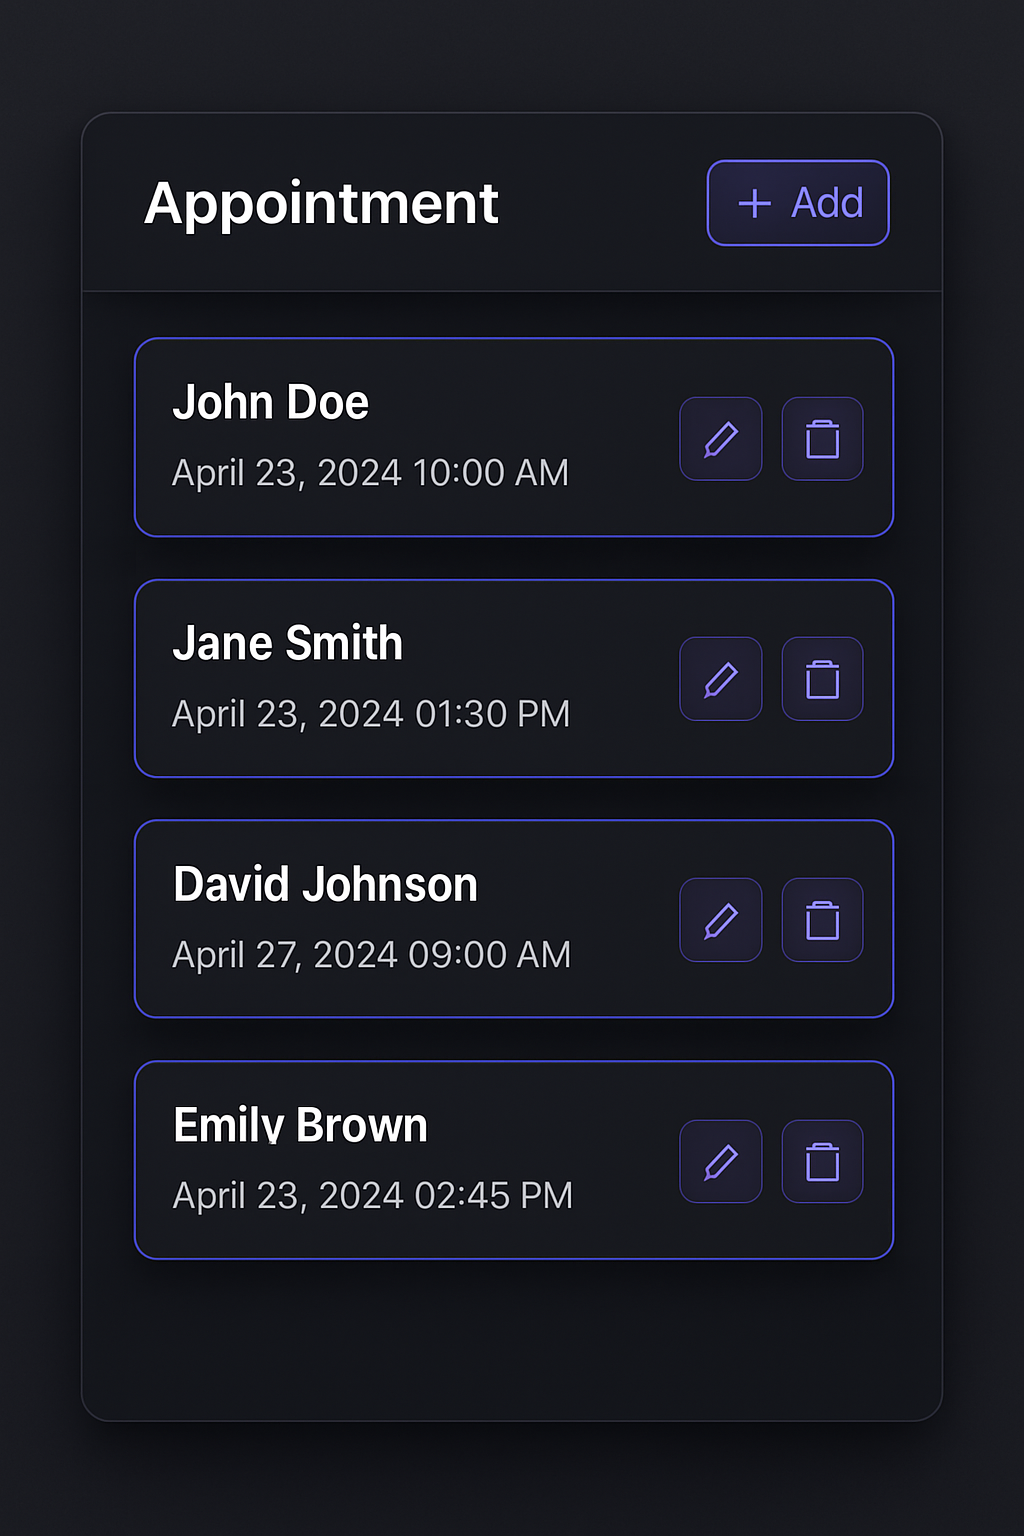 Appointment
+ Add
John Doe
April 23, 2024 10:00 AM
Jane Smith
April 23, 2024 01:30 PM
David Johnson
April 27, 2024 09:00 AM
Emily Brown
April 23, 2024 02:45 PM